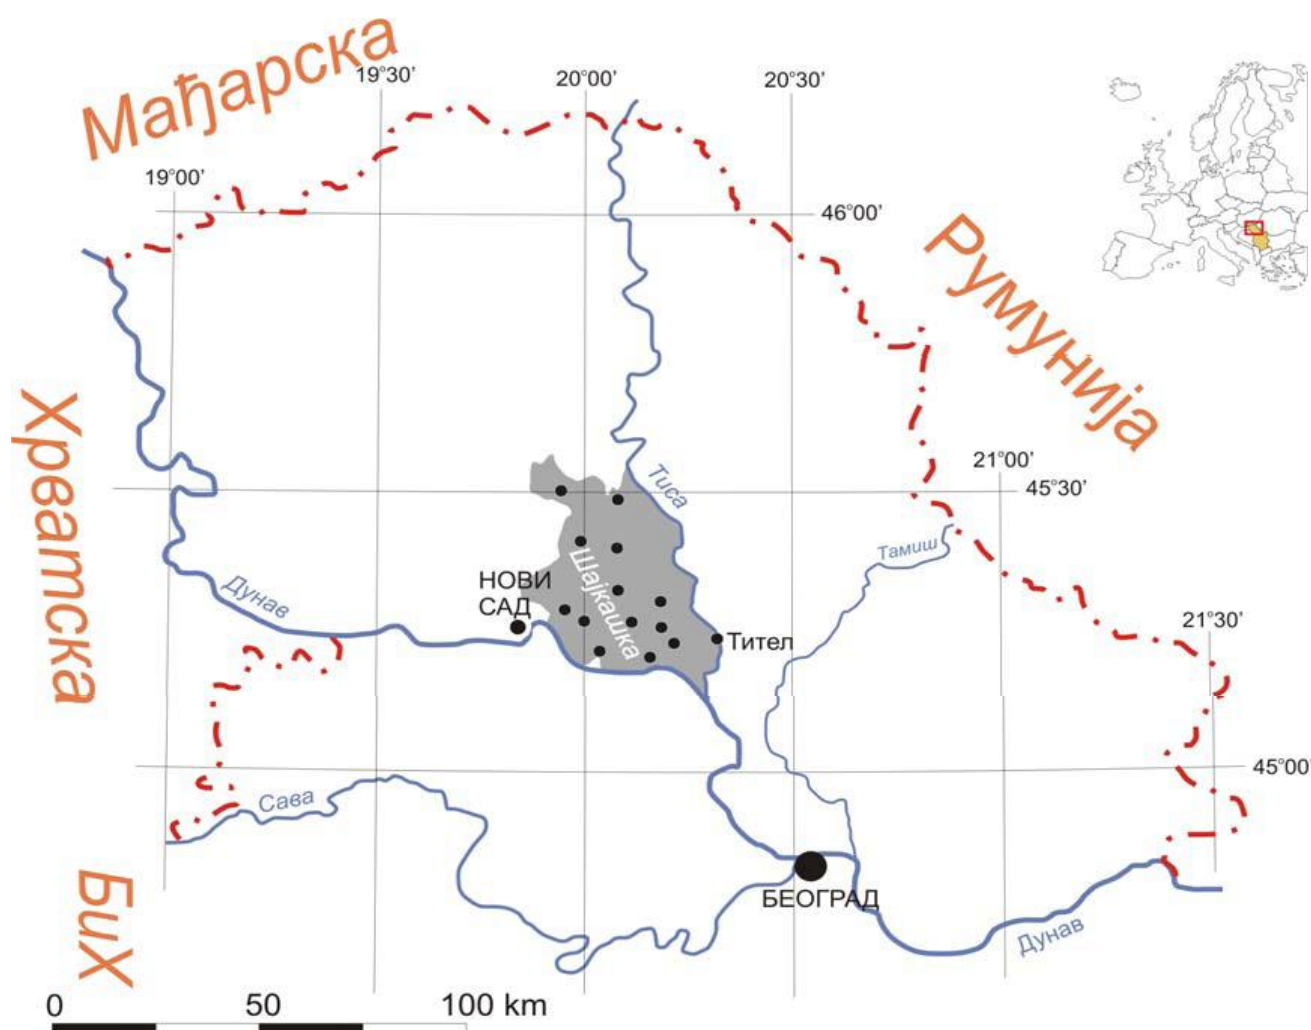 Мађарска
19°30’
20°00’
20°30’
19°00’
46°00’
Румунија
Хрватска
21°00’
45°30’
Тиса
Тамиш
Шајкашка
НОВИ
САД
Дунав
Тител
21°30’
45°00’
Сава
БЕОГРАД
Дунав
БиХ
0 50 100 km